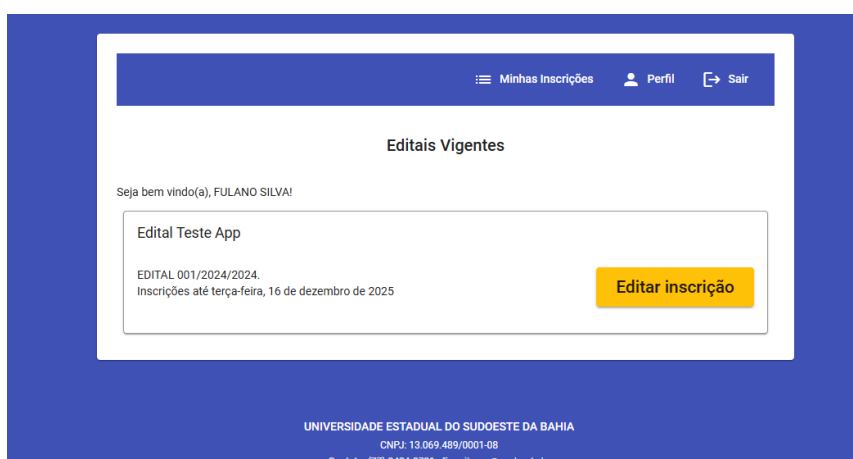 Minhas Inscrições Perfil Sair
Editais Vigentes
Seja bem vindo(a), FULANO SILVA!
Edital Teste App
EDITAL 001/2024/2024.
Inscrições até terça-feira, 16 de dezembro de 2025
Editar inscrição
UNIVERSIDADE ESTADUAL DO SUDOESTE DA BAHIA
CNPJ: 13.069.489/0001-08